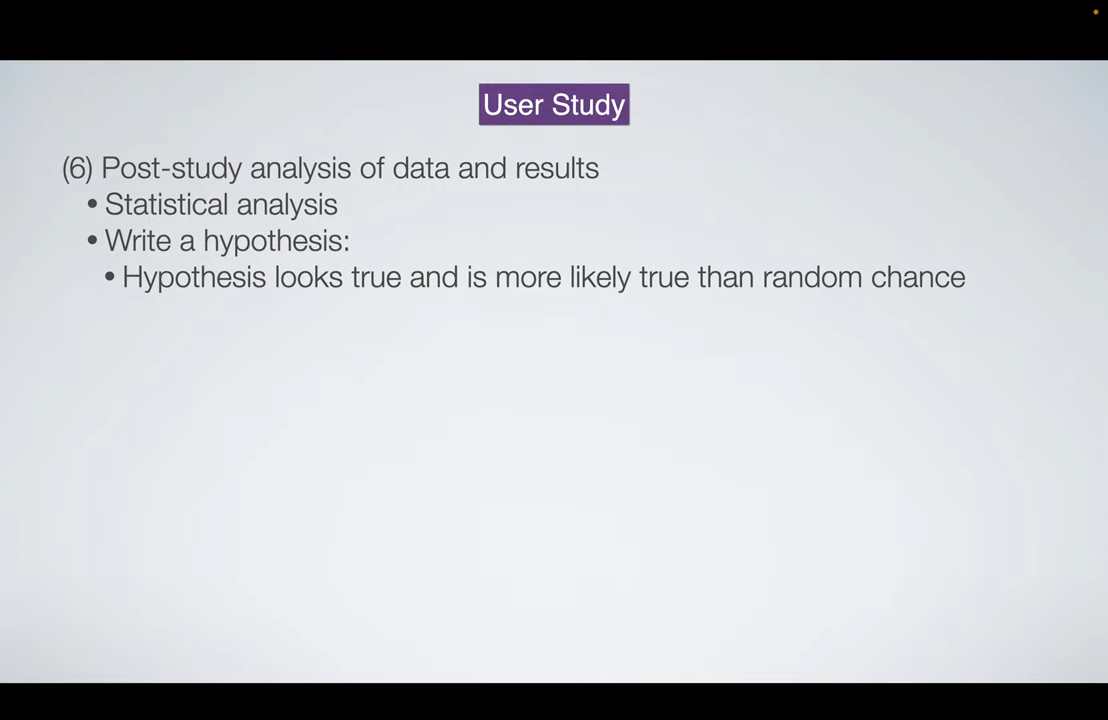 User Study
(6) Post-study analysis of data and results
• Statistical analysis
• Write a hypothesis:
• Hypothesis looks true and is more likely true than random chance